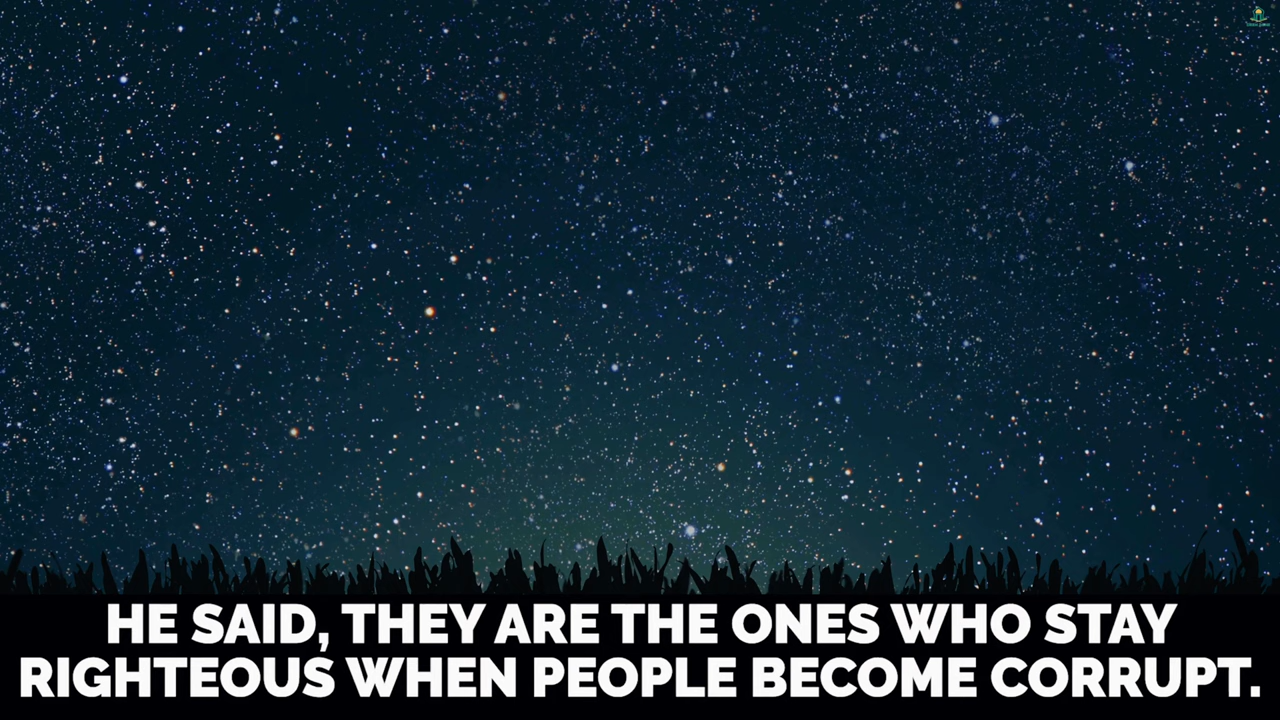 HE SAID, THEY ARE THE ONES WHO STAY
RIGHTEOUS WHEN PEOPLE BECOME CORRUPT.